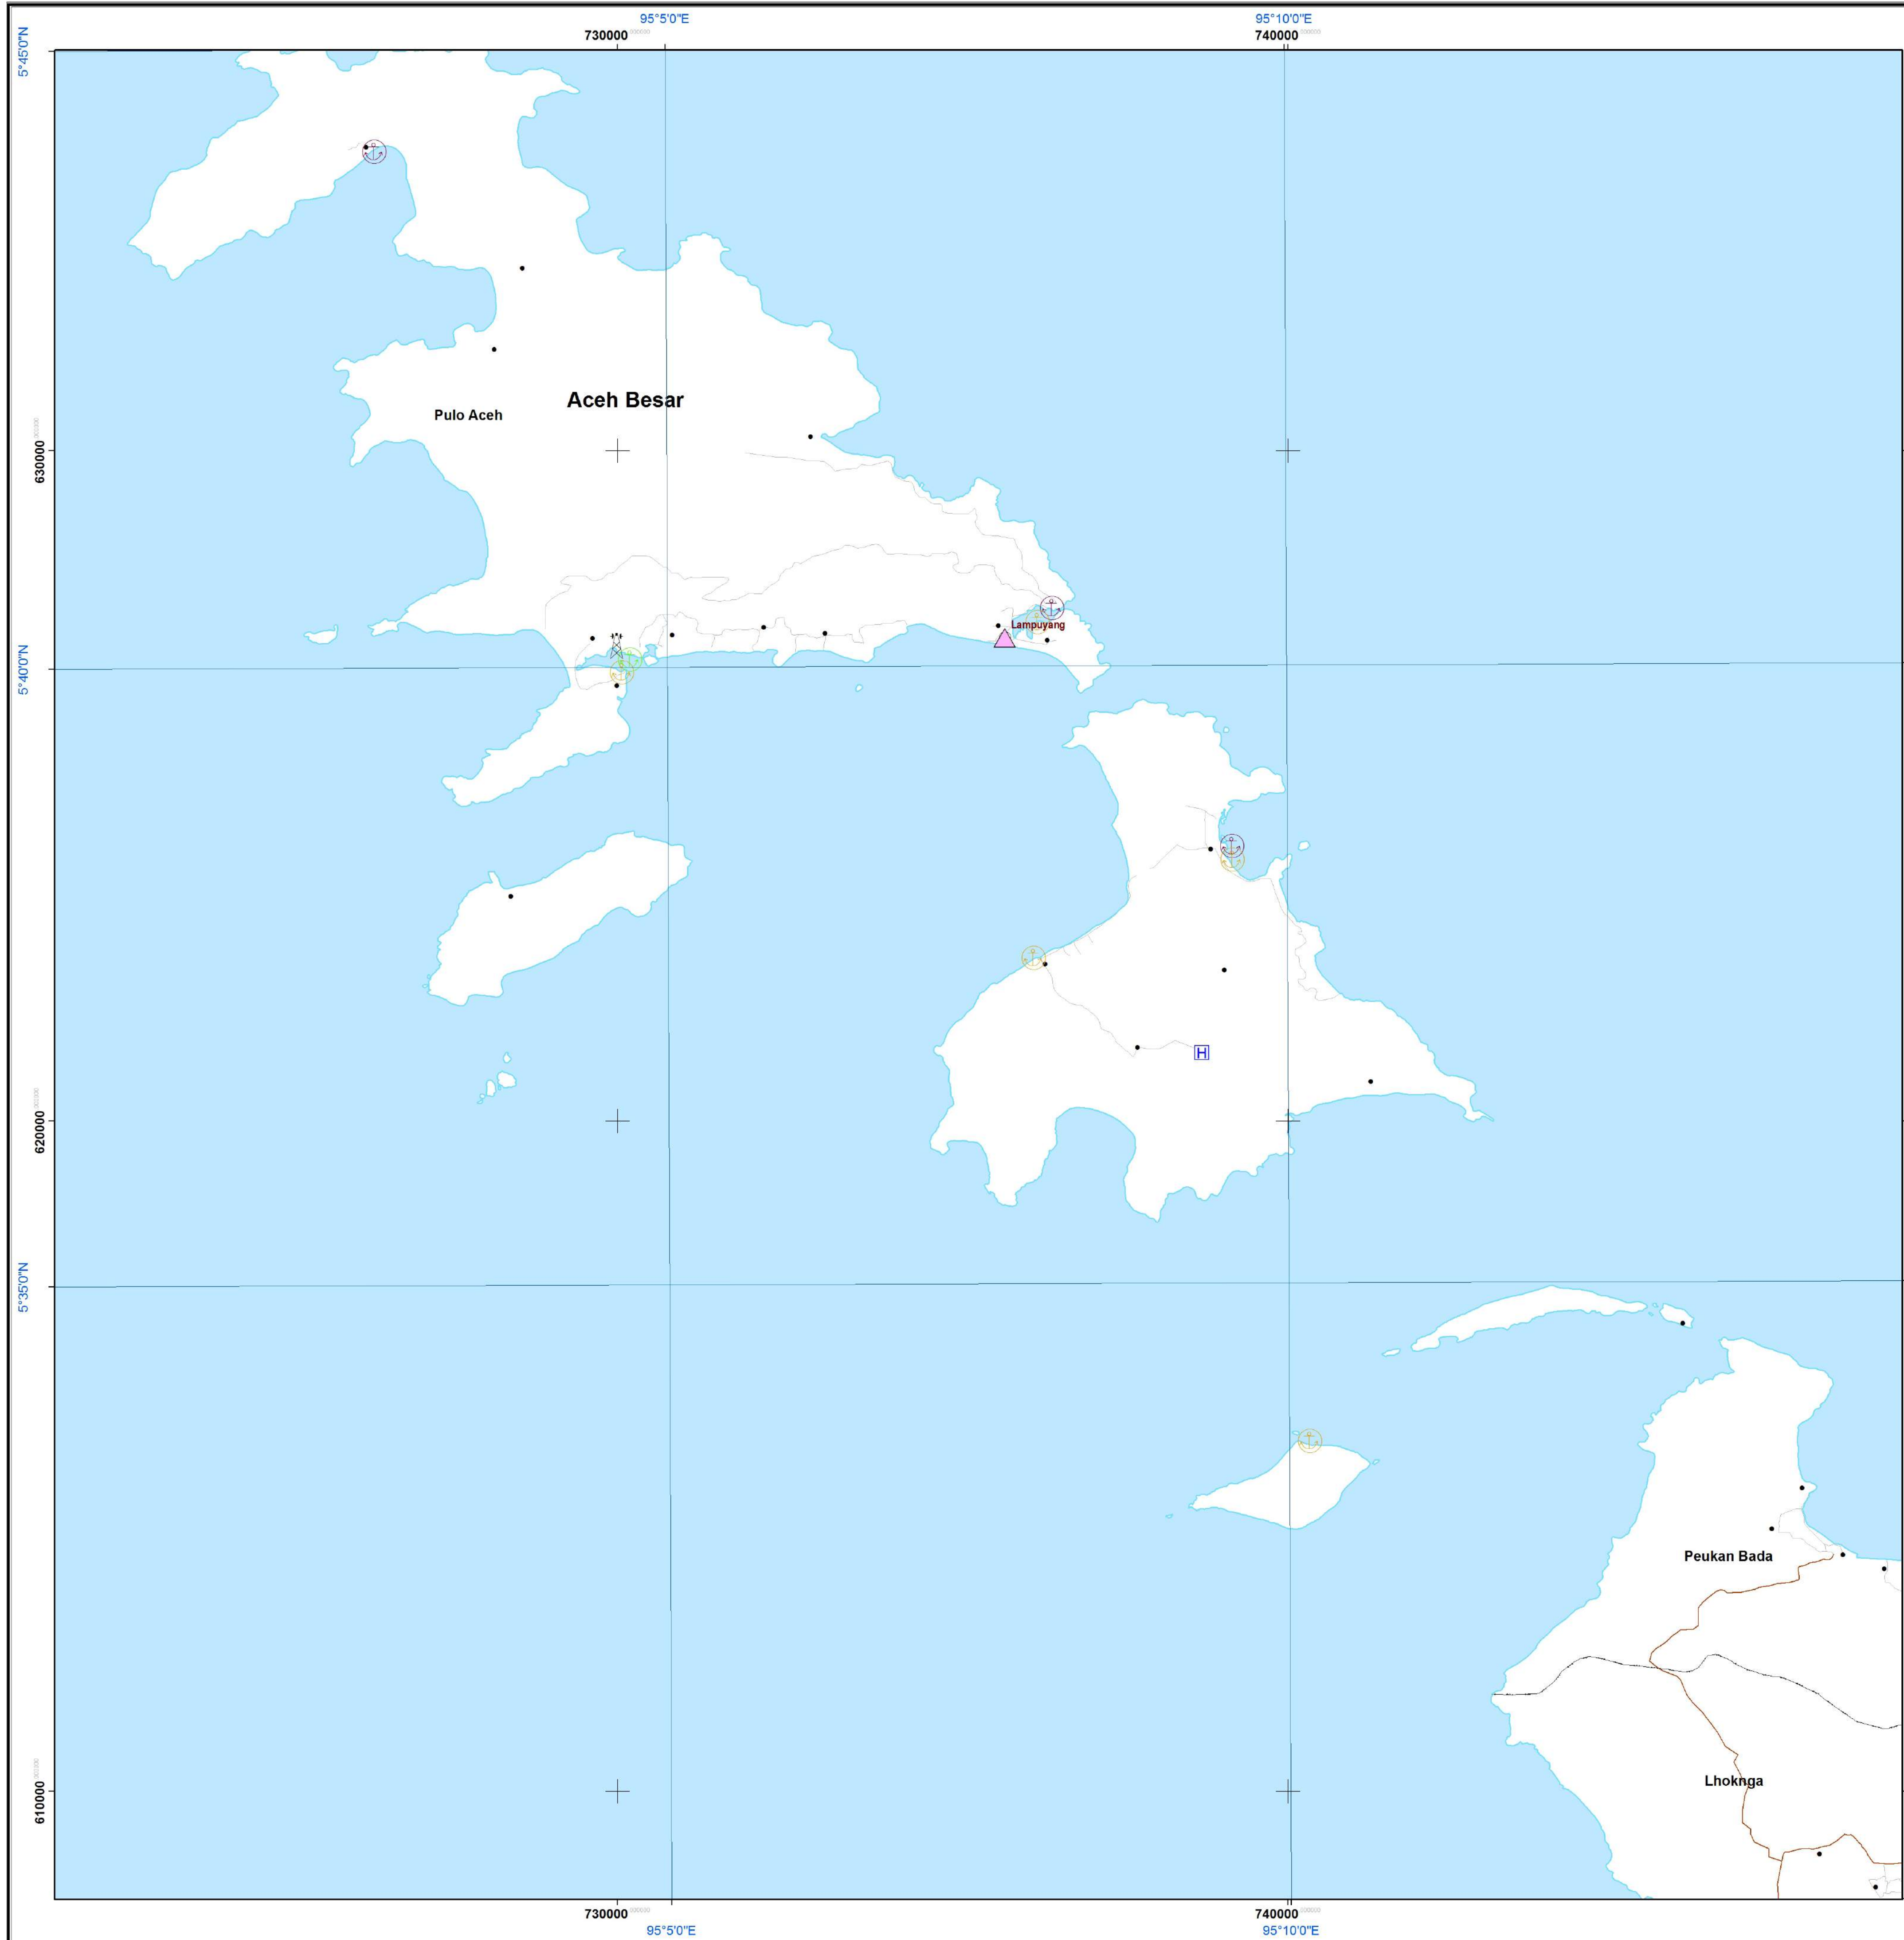 95°5'0"E
95°10'0"E
730000
740000
5°45'0"N
Aceh Besar
Pulo Aceh
630000
Lampuyang
5°40'0"N
H
620000
5°35'0"N
Peukan Bada
Lhoknga
610000
730000
740000
95°5'0"E
95°10'0"E